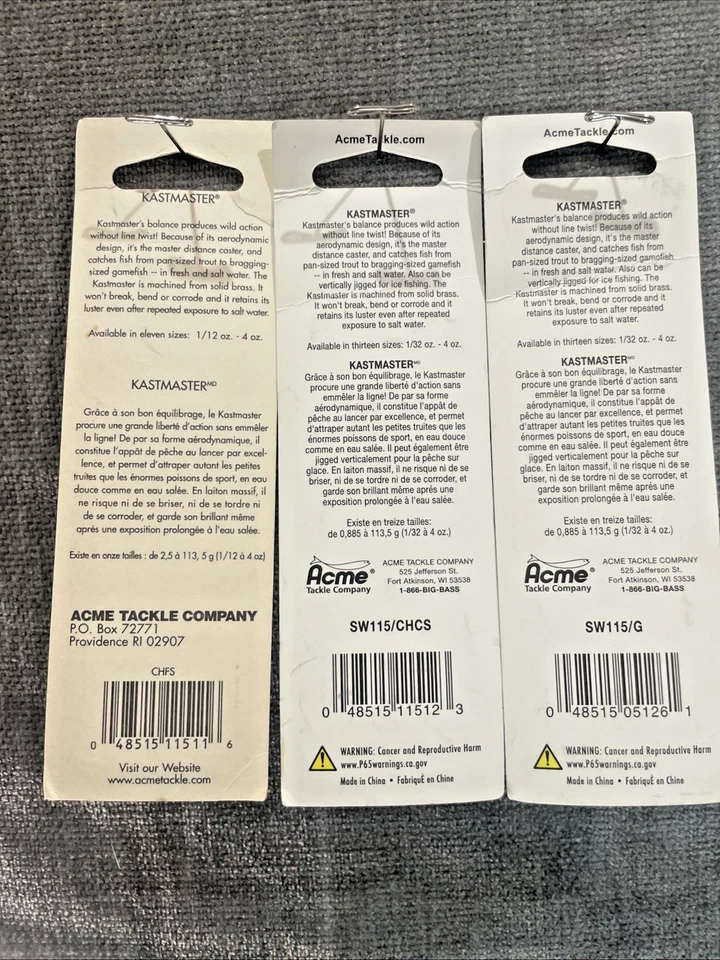 KASTMASTER®
Kastmaster's balance produces wild action
without line twist! Because of its aerodynamic
design, it's the master distance caster, and
catches fish from pan-sized trout to bragging-
sized gamefish -- in fresh and salt water. The
Kastmaster is machined from solid brass. It
won't break, bend or corrode and it retains its
luster even after repeated exposure to salt water.
Available in eleven sizes: 1/12 oz. - 4 oz.
KASTMASTERMD
Grâce à son bon équilibrage, le Kastmaster
procure une grande liberté d'action sans emmêler
la ligne! De par sa forme aérodynamique, il
constitue l'appât de pêche au lancer par excel-
lence, et permet d'attraper autant les petites
truites que les énormes poissons de sport, en eau
douce comme en eau salée. En laiton massif, il
ne risque ni de se briser, ni de se tordre ni
de se corroder, et garde son brillant même
après une exposition prolongée à l'eau salée.
Existe en onze tailles : de 2,5 à 113, 5 g (1/12 à 4 oz)
ACME TACKLE COMPANY
P.O. Box 72771
Providence RI 02907
CHFS
0 48515 11511 6
Visit our Website
www.acmetackle.com
AcmeTackle.com
KASTMASTER®
Kastmaster's balance produces wild action
without line twist! Because of its
aerodynamic design, it's the master
distance caster, and catches fish from
pan-sized trout to bragging-sized gamefish
-- in fresh and salt water. Also can be
vertically jigged for ice fishing. The
Kastmaster is machined from solid brass.
It won't break, bend or corrode and it
retains its luster even after repeated
exposure to salt water.
Available in thirteen sizes: 1/32 oz. - 4 oz.
KASTMASTERMD
Grâce à son bon équilibrage, le Kastmaster
procure une grande liberté d'action sans
emmêler la ligne! De par sa forme
aérodynamique, il constitue l'appât de
pêche au lancer par excellence, et permet
d'attraper autant les petites truites que les
énormes poissons de sport, en eau douce
comme en eau salée. Il peut également être
jigged verticalement pour la pêche sur
glace. En laiton massif, il ne risque ni de se
briser, ni de se tordre ni de se corroder, et
garde son brillant même après une
exposition prolongée à l'eau salée.
Existe en treize tailles:
de 0,885 à 113,5 g (1/32 à 4 oz.)
Acme®
Tackle Company
ACME TACKLE COMPANY
525 Jefferson St.
Fort Atkinson, WI 53538
1-866-BIG-BASS
SW115/CHCS
0 48515 11512 3
WARNING: Cancer and Reproductive Harm
www.P65warnings.ca.gov
Made in China • FabriquÈ en Chine
AcmeTackle.com
KASTMASTER®
Kastmaster's balance produces wild action
without line twist! Because of its
aerodynamic design, it's the master
distance caster, and catches fish from
pan-sized trout to bragging-sized gamefish
-- in fresh and salt water. Also can be
vertically jigged for ice fishing. The
Kastmaster is machined from solid brass.
It won't break, bend or corrode and it
retains its luster even after repeated
exposure to salt water.
Available in thirteen sizes: 1/32 oz. - 4 oz.
KASTMASTERMD
Grâce à son bon équilibrage, le Kastmaster
procure une grande liberté d'action sans
emmêler la ligne! De par sa forme
aérodynamique, il constitue l'appât de
pêche au lancer par excellence, et permet
d'attraper autant les petites truites que les
énormes poissons de sport, en eau douce
comme en eau salée. Il peut également être
jigged verticalement pour la pêche sur
glace. En laiton massif, il ne risque ni de se
briser, ni de se tordre ni de se corroder, et
garde son brillant même après une
exposition prolongée à l'eau salée.
Existe en treize tailles:
de 0,885 à 113,5 g (1/32 à 4 oz.)
Acme®
Tackle Company
ACME TACKLE COMPANY
525 Jefferson St.
Fort Atkinson, WI 53538
1-866-BIG-BASS
SW115/G
0 48515 05126 1
WARNING: Cancer and Reproductive Harm
www.P65warnings.ca.gov
Made in China • FabriquÈ en Chine